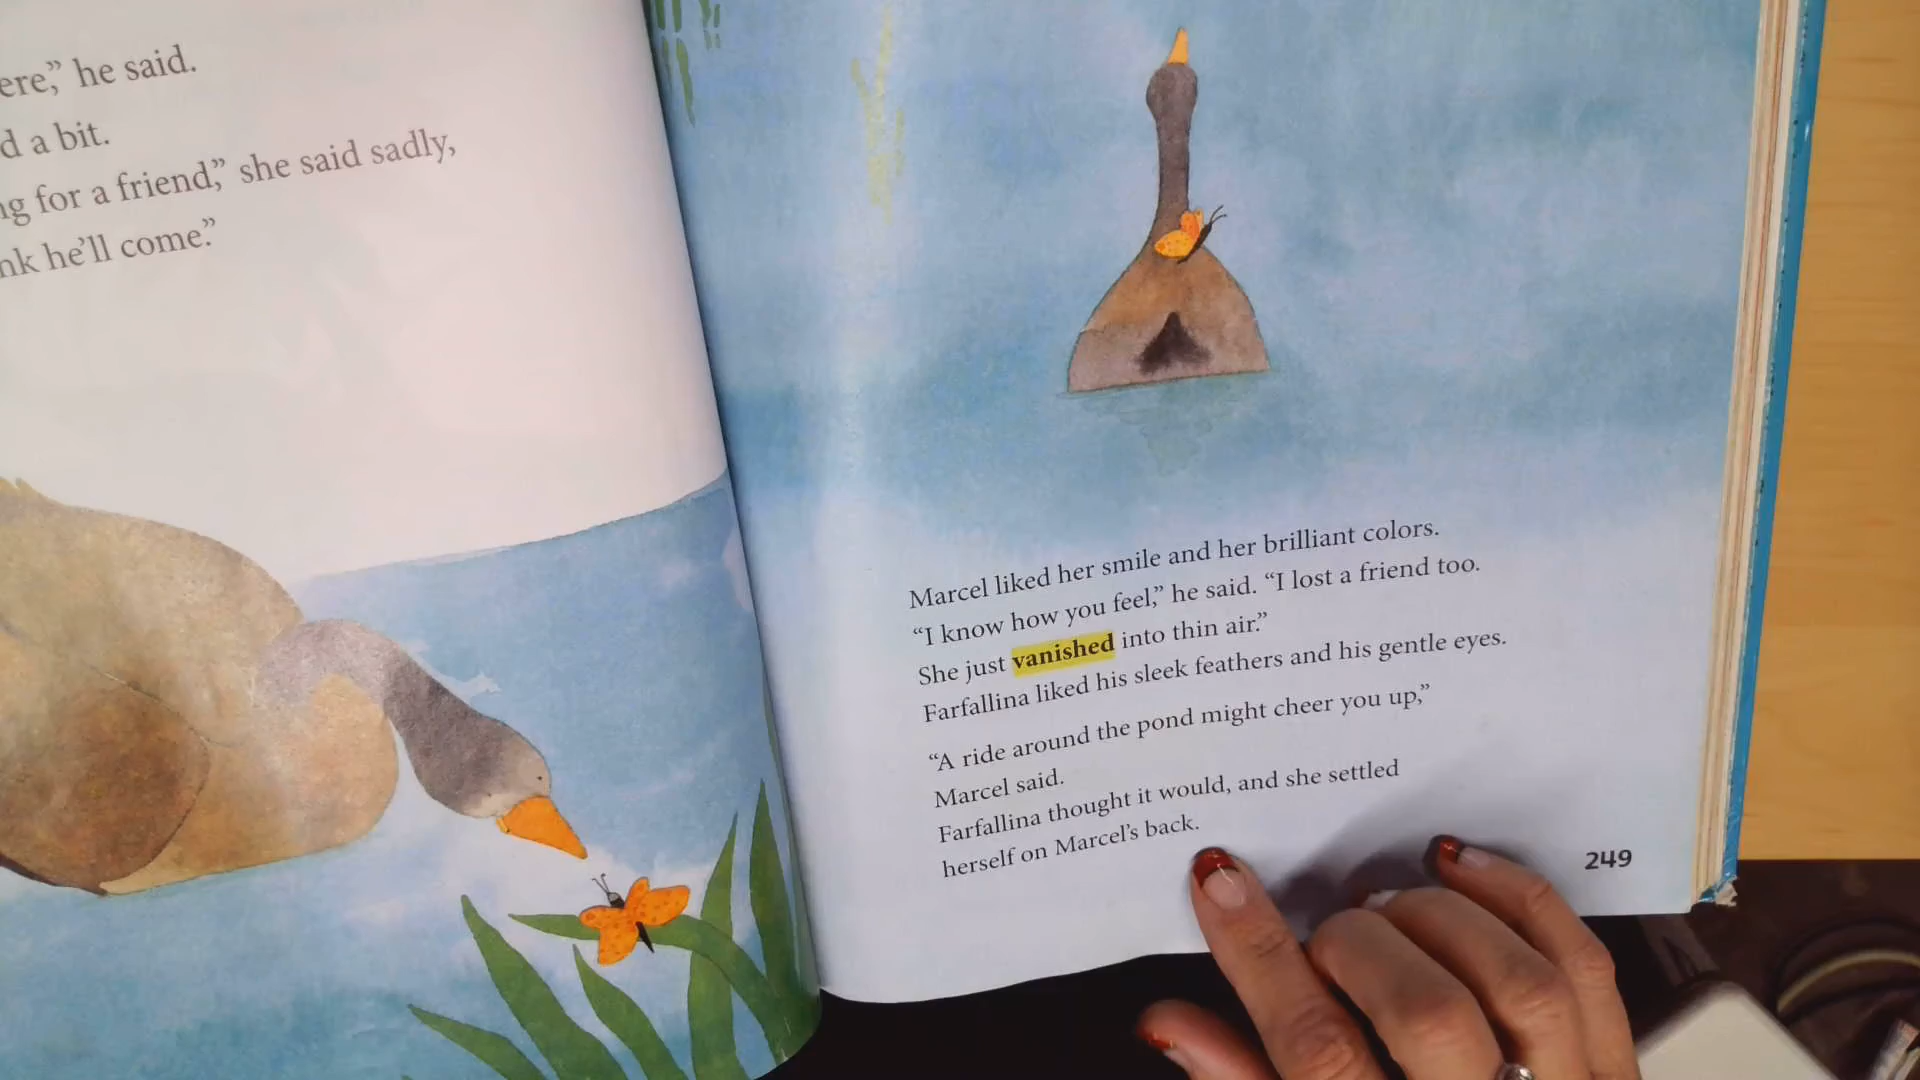 he said.
a bit.
for a friend,” she said sadly,
he’ll come.”
Marcel liked her smile and her brilliant colors.
“I know how you feel,” he said. “I lost a friend too.
She just vanished into thin air.”
Farfallina liked his sleek feathers and his gentle eyes.
“A ride around the pond might cheer you up,”
Marcel said.
Farfallina thought it would, and she settled
herself on Marcel’s back.
249